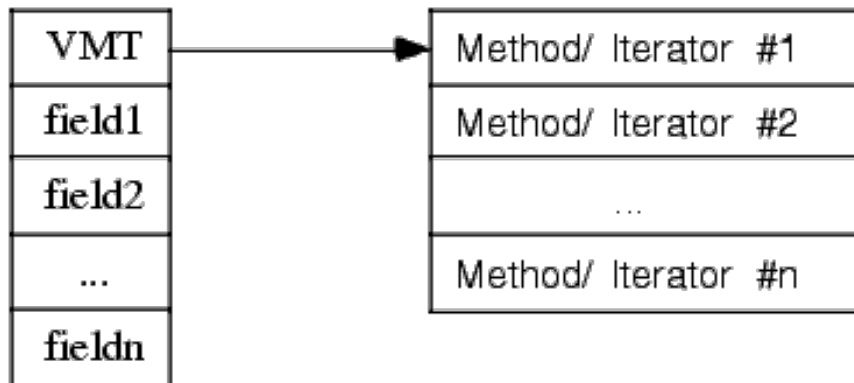 VMT
field1
field2
...
fieldn
Method/ Iterator #1
Method/ Iterator #2
...
Method/ Iterator #n